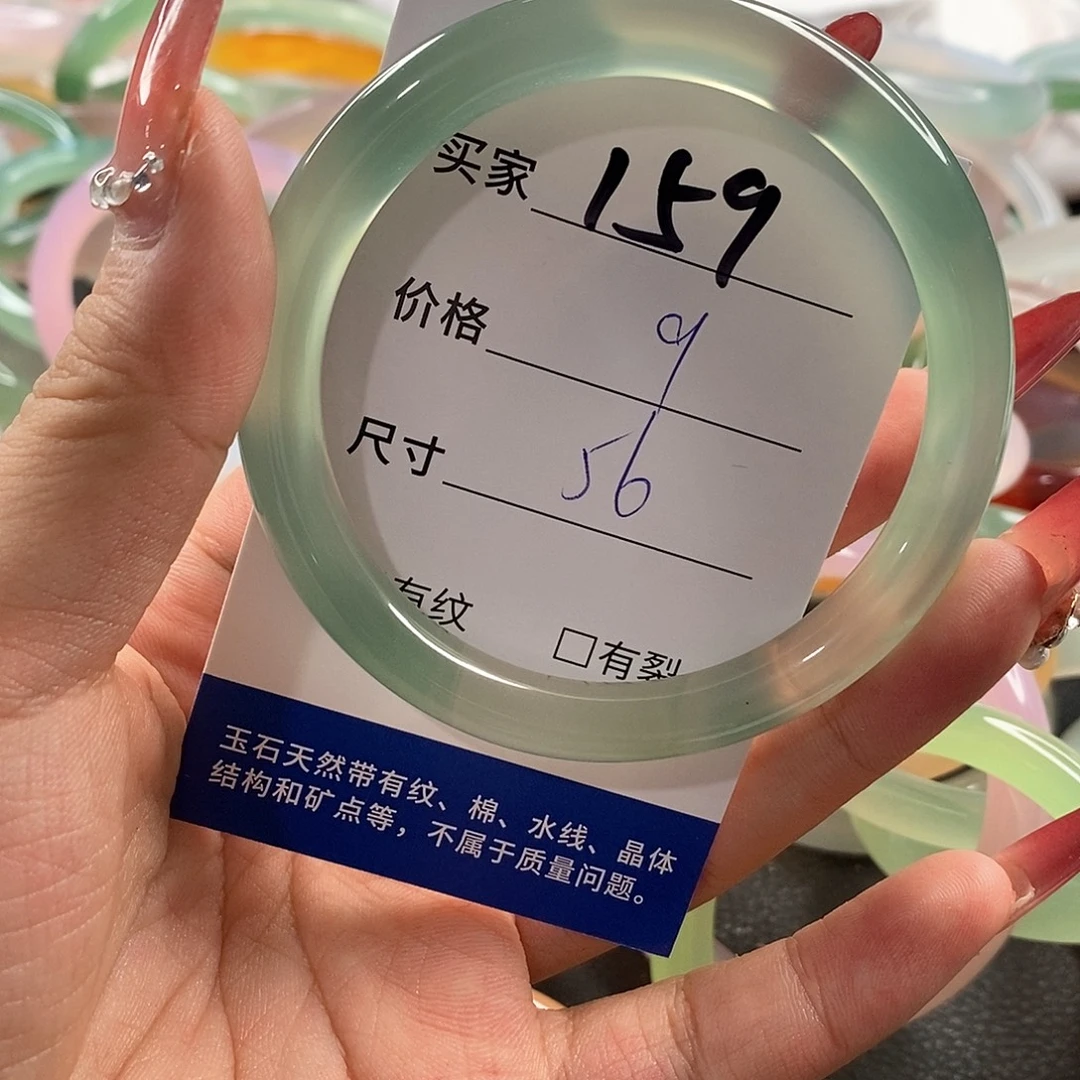 买家 159
价格 9
尺寸 56
有纹 □有裂
玉石天然带有纹、棉、水线、晶体
结构和矿点等，不属于质量问题。